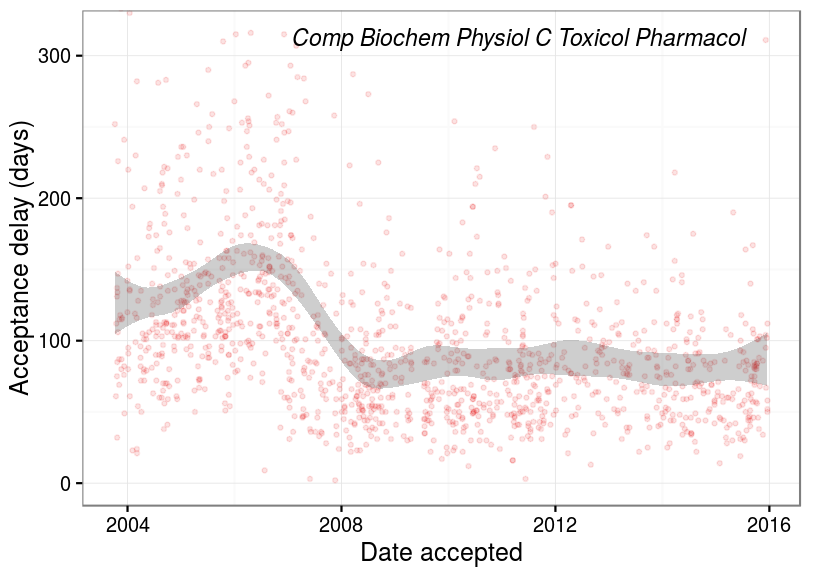 Comp Biochem Physiol C Toxicol Pharmacol
300
200
100
0
Acceptance delay (days)
2004 2008 2012 2016
Date accepted